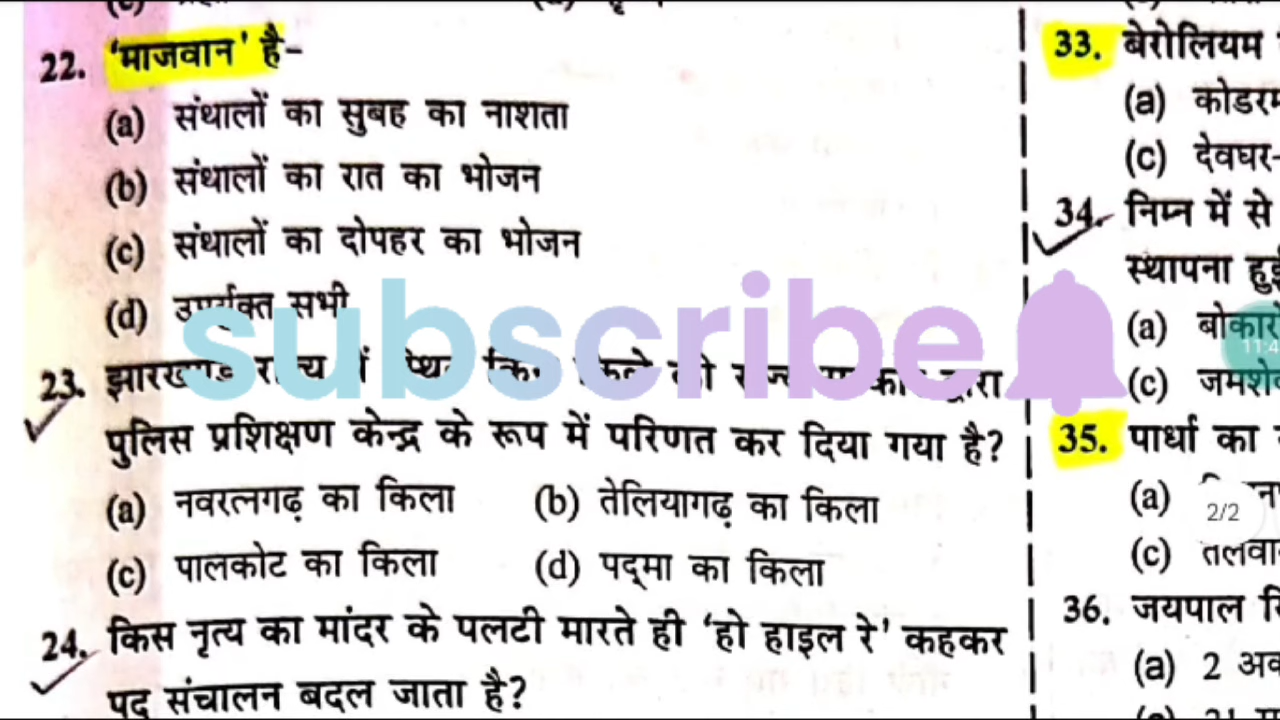 22. 'माजवान' है–
(a) संथालों का सुबह का नाशता
(b) संथालों का रात का भोजन
(c) संथालों का दोपहर का भोजन
(d) उपर्युक्त सभी
subscribe
23. झारखण्ड राज्य में स्थित किस किले को राज्य सरकार द्वारा
पुलिस प्रशिक्षण केन्द्र के रूप में परिणत कर दिया गया है?
(a) नवरत्नगढ़ का किला (b) तेलियागढ़ का किला
(c) पालकोट का किला (d) पद्मा का किला
24. किस नृत्य का मांदर के पलटी मारते ही 'हो हाइल रे' कहकर
पद संचालन बदल जाता है?
33. बेरोलियम
(a)
(c) देवघर-
34. निम्न में से
स्थापना हुई
(a)
(c)
35. पार्धा का
(a)
2/2
(c)
36. जयपाल
(a) 2